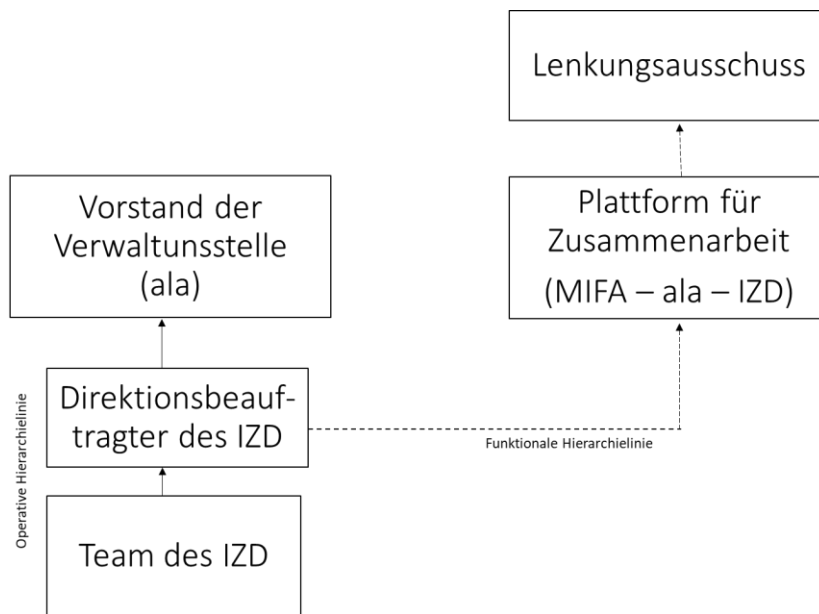 Lenkungsausschuss
Vorstand der
Verwaltunsstelle
(ala)
Plattform für
Zusammenarbeit
(MIFA – ala – IZD)
Direktionsbeauf-
tragter des IZD
Funktionale Hierarchielinie
Operative Hierarchielinie
Team des IZD